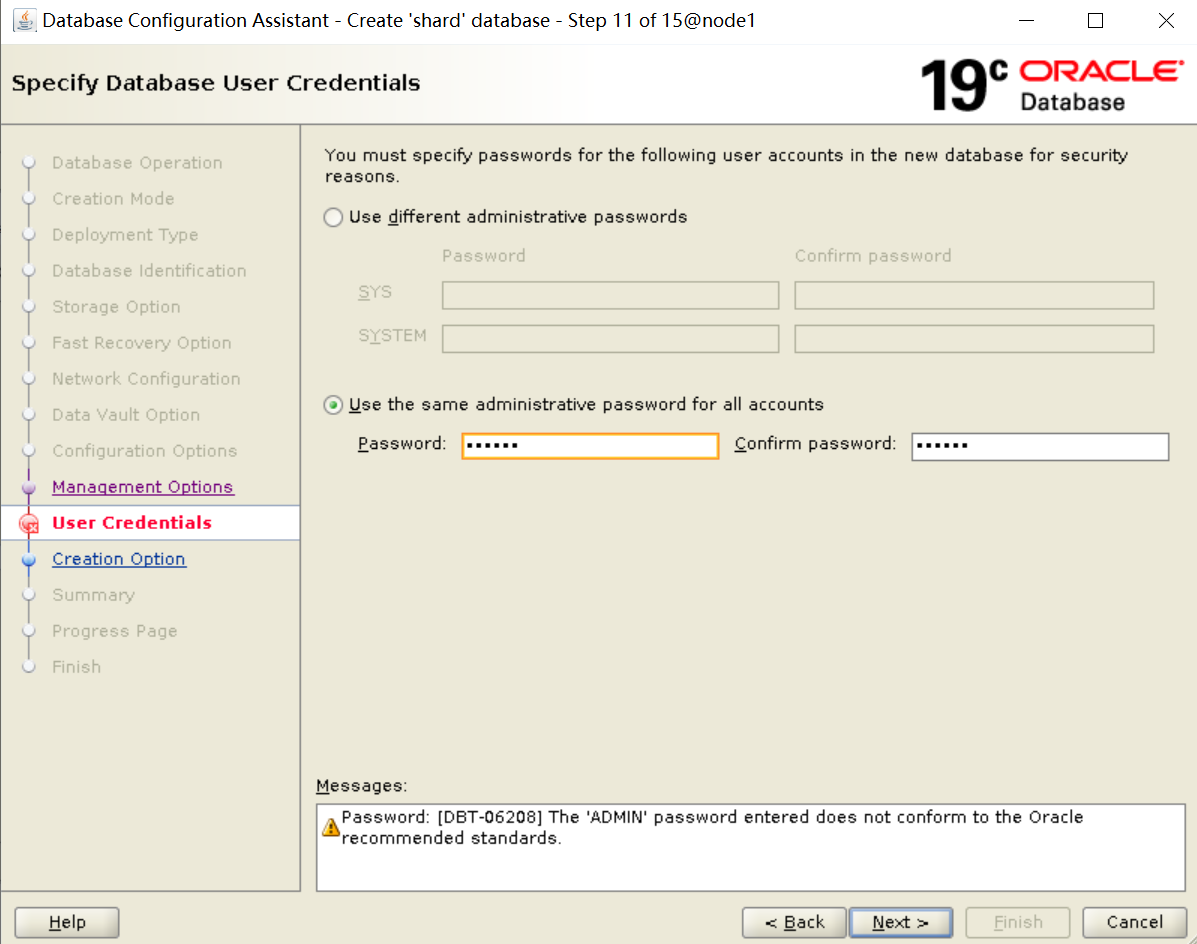 Database Configuration Assistant - Create 'shard' database - Step 11 of 15@node1
Specify Database User Credentials
19c ORACLE
Database
Database Operation
Creation Mode
Deployment Type
Database Identification
Storage Option
Fast Recovery Option
Network Configuration
Data Vault Option
Configuration Options
Management Options
User Credentials
Creation Option
Summary
Progress Page
Finish
You must specify passwords for the following user accounts in the new database for security
reasons.
Use different administrative passwords
Password Confirm password
SYS
SYSTEM
Use the same administrative password for all accounts
Password: •••••• Confirm password: ••••••
Messages:
Password: [DBT-06208] The 'ADMIN' password entered does not conform to the Oracle
recommended standards.
Help < Back Next > Finish Cancel